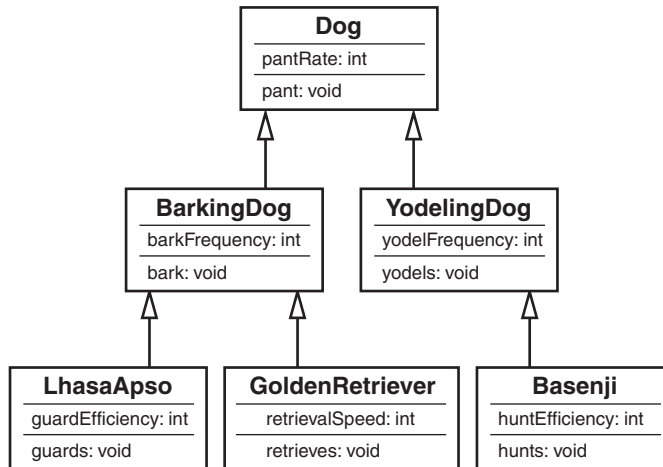 Dog
pantRate: int
pant: void
BarkingDog
barkFrequency: int
bark: void
YodelingDog
yodelFrequency: int
yodels: void
LhasaApso
guardEfficiency: int
guards: void
GoldenRetriever
retrievalSpeed: int
retrieves: void
Basenji
huntEfficiency: int
hunts: void